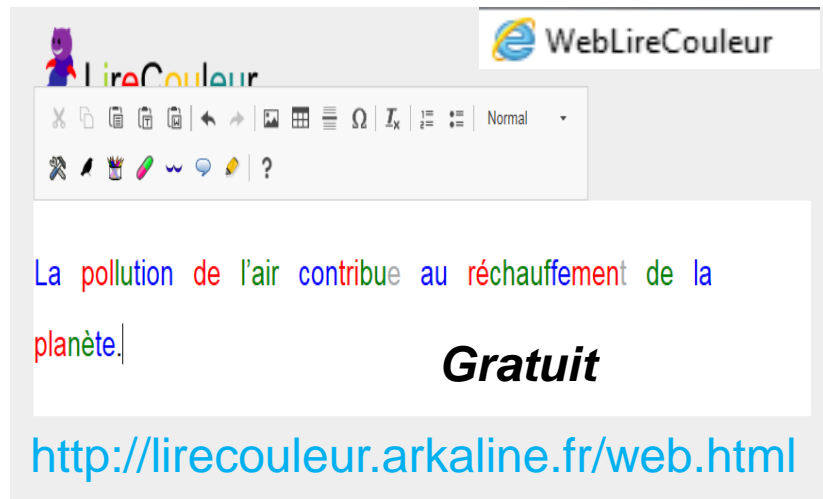 WebLireCouleur
LireCouleur
Normal
?
La pollution de l’air contribue au réchauffement de la
planète.
Gratuit
http://lirecouleur.arkaline.fr/web.html